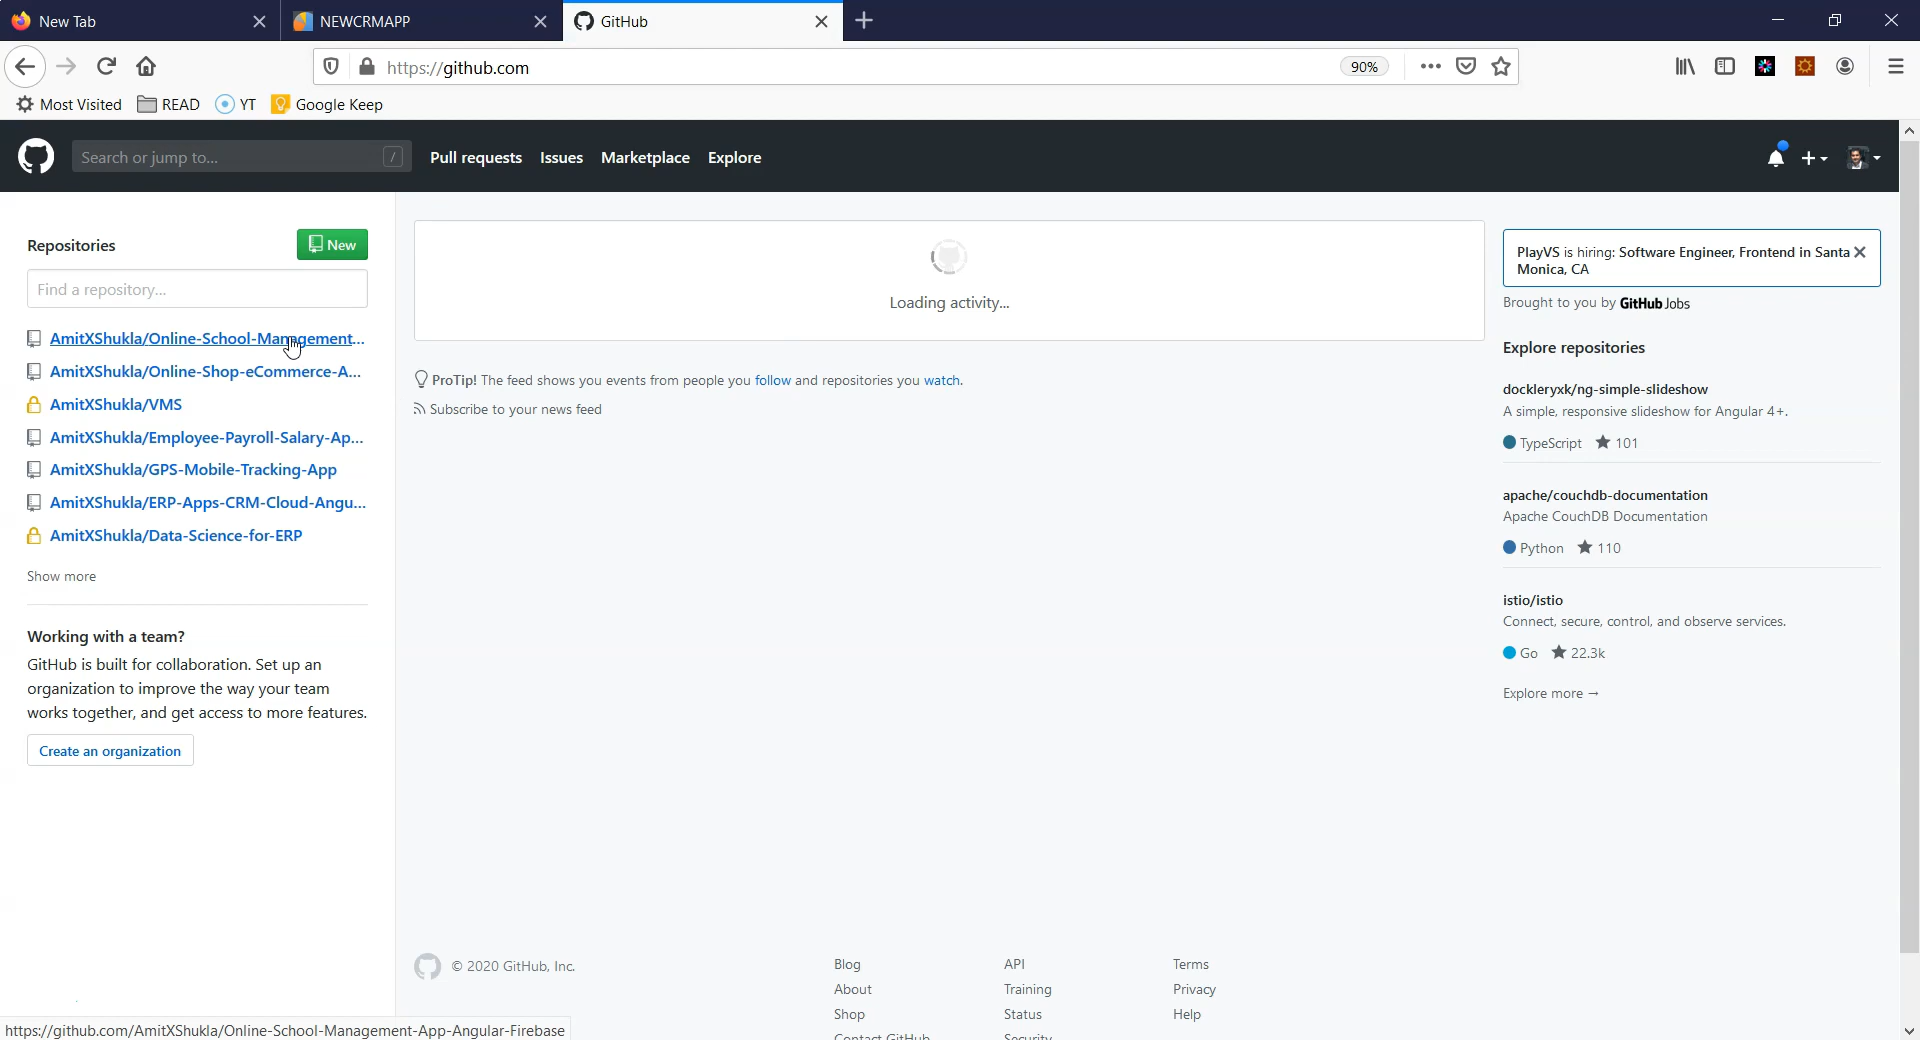 New Tab
NEWCRMAPP
GitHub
https://github.com
90%
Most Visited
READ
YT
Google Keep
Search or jump to...
/
Pull requests
Issues
Marketplace
Explore
Repositories
New
Find a repository...
AmitXShukla/Online-School-Management...
AmitXShukla/Online-Shop-eCommerce-A...
AmitXShukla/VMS
AmitXShukla/Employee-Payroll-Salary-Ap...
AmitXShukla/GPS-Mobile-Tracking-App
AmitXShukla/ERP-Apps-CRM-Cloud-Angu...
AmitXShukla/Data-Science-for-ERP
Show more
Working with a team?
GitHub is built for collaboration. Set up an
organization to improve the way your team
works together, and get access to more features.
Create an organization
Loading activity...
ProTip! The feed shows you events from people you follow and repositories you watch.
Subscribe to your news feed
PlayVS is hiring: Software Engineer, Frontend in Santa
Monica, CA
Brought to you by GitHub Jobs
Explore repositories
dockleryxk/ng-simple-slideshow
A simple, responsive slideshow for Angular 4+.
TypeScript 101
apache/couchdb-documentation
Apache CouchDB Documentation
Python 110
istio/istio
Connect, secure, control, and observe services.
Go 22.3k
Explore more →
© 2020 GitHub, Inc.
Blog
About
Shop
Contact GitHub
API
Training
Status
Security
Terms
Privacy
Help
https://github.com/AmitXShukla/Online-School-Management-App-Angular-Firebase